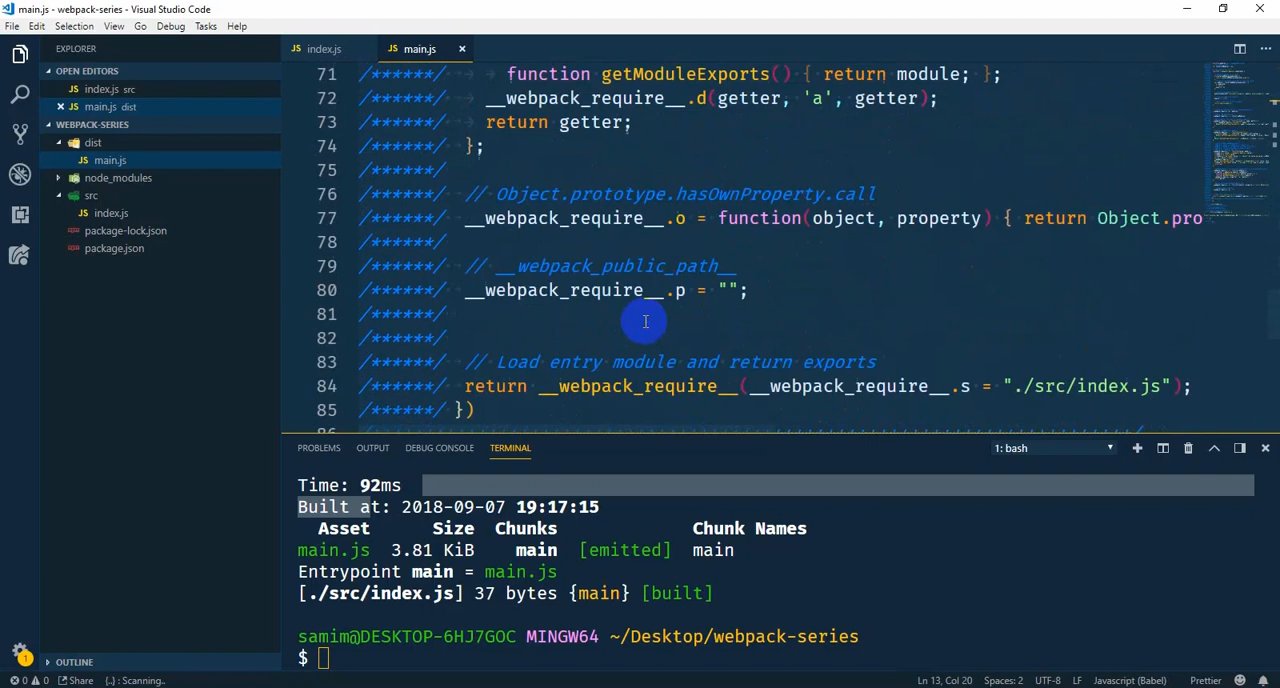 main.js - webpack-series - Visual Studio Code
File Edit Selection View Go Debug Tasks Help
EXPLORER
OPEN EDITORS
index.js src
main.js dist
WEBPACK-SERIES
dist
JS main.js
node_modules
src
JS index.js
package-lock.json
package.json
OUTLINE
JS index.js
JS main.js
71 /******/ function getModuleExports() { return module; };
72 /******/ __webpack_require__.d(getter, 'a', getter);
73 /******/ return getter;
74 /******/ };
75 /******/
76 /******/ // Object.prototype.hasOwnProperty.call
77 /******/ __webpack_require__.o = function(object, property) { return Object.pro
78 /******/
79 /******/ // __webpack_public_path__
80 /******/ __webpack_require__.p = "";
81 /******/
82 /******/
83 /******/ // Load entry module and return exports
84 /******/ return __webpack_require__(__webpack_require__.s = "./src/index.js");
85 /******/ })
PROBLEMS OUTPUT DEBUG CONSOLE TERMINAL 1: bash
Time: 92ms
Built at: 2018-09-07 19:17:15
Asset Size Chunks Chunk Names
main.js 3.81 KiB main [emitted] main
Entrypoint main = main.js
[./src/index.js] 37 bytes {main} [built]
samim@DESKTOP-6HJ7GOC MINGW64 ~/Desktop/webpack-series
$
1
0 0 Share {..} : Scanning.. Ln 13, Col 20 Spaces: 2 UTF-8 LF Javascript (Babel) Prettier